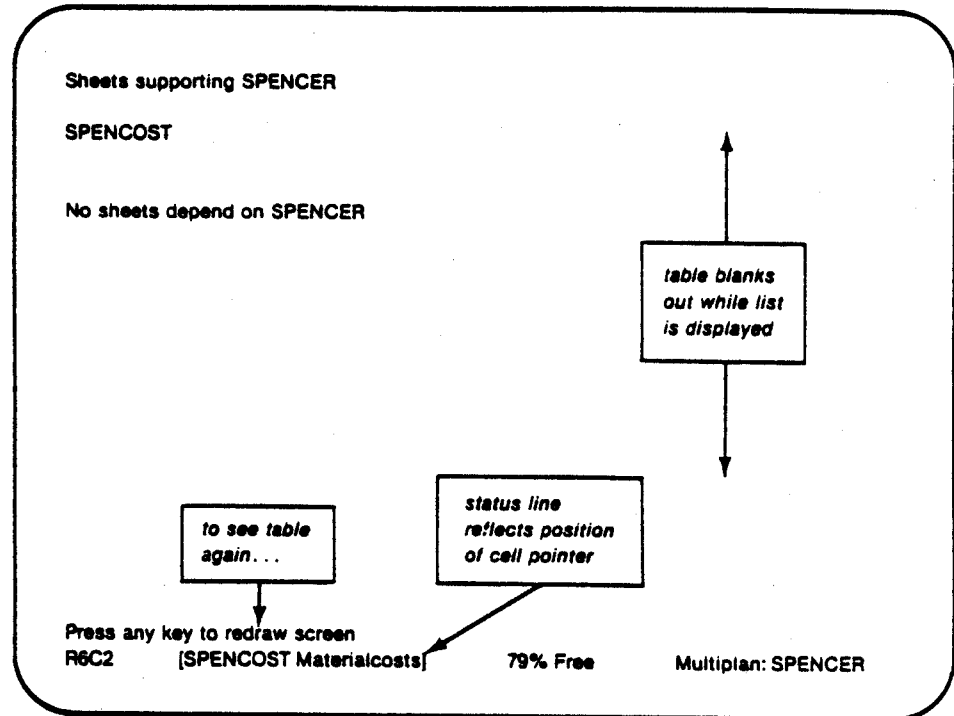 Sheets supporting SPENCER
SPENCOST
No sheets depend on SPENCER
table blanks
out while list
is displayed
to see table
again...
status line
reflects position
of cell pointer
Press any key to redraw screen
R6C2 [SPENCOST Materialcosts] 79% Free Multiplan: SPENCER